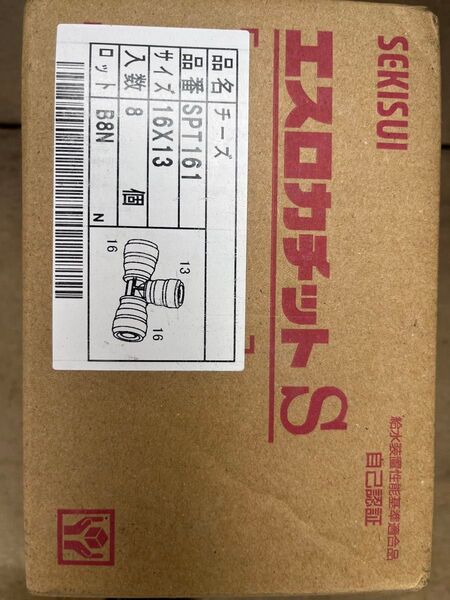 SEKISUI
エスロカチットS
給水装置性能基準適合品
自己認証
品名 チーズ
品番 SPT161
サイズ 16X13
入数 8 個
ロット B8N
N
16
13
16